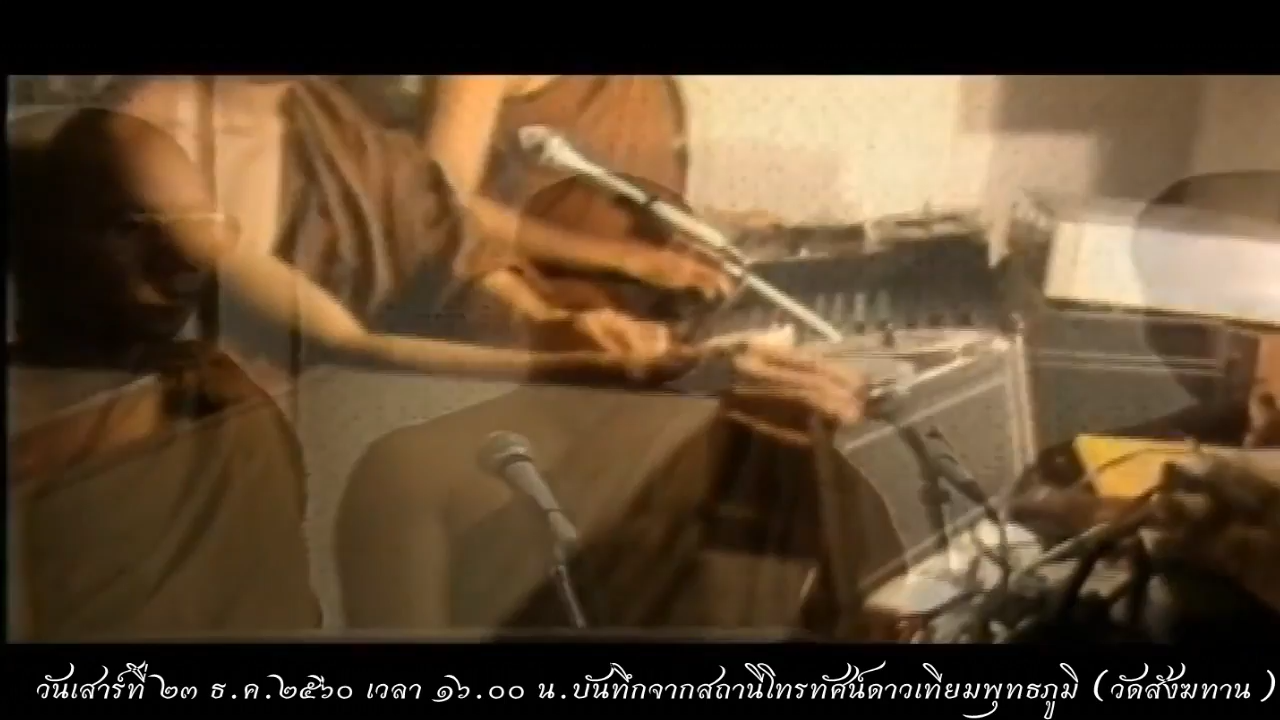 วันเสาร์ที่ ๒๓ ธ.ค.๒๕๖๐ เวลา ๑๖.๐๐ น.บันทึกจากสถานีโทรทัศน์ดาวเทียมพุทธภูมิ (วัดสังฆทาน )